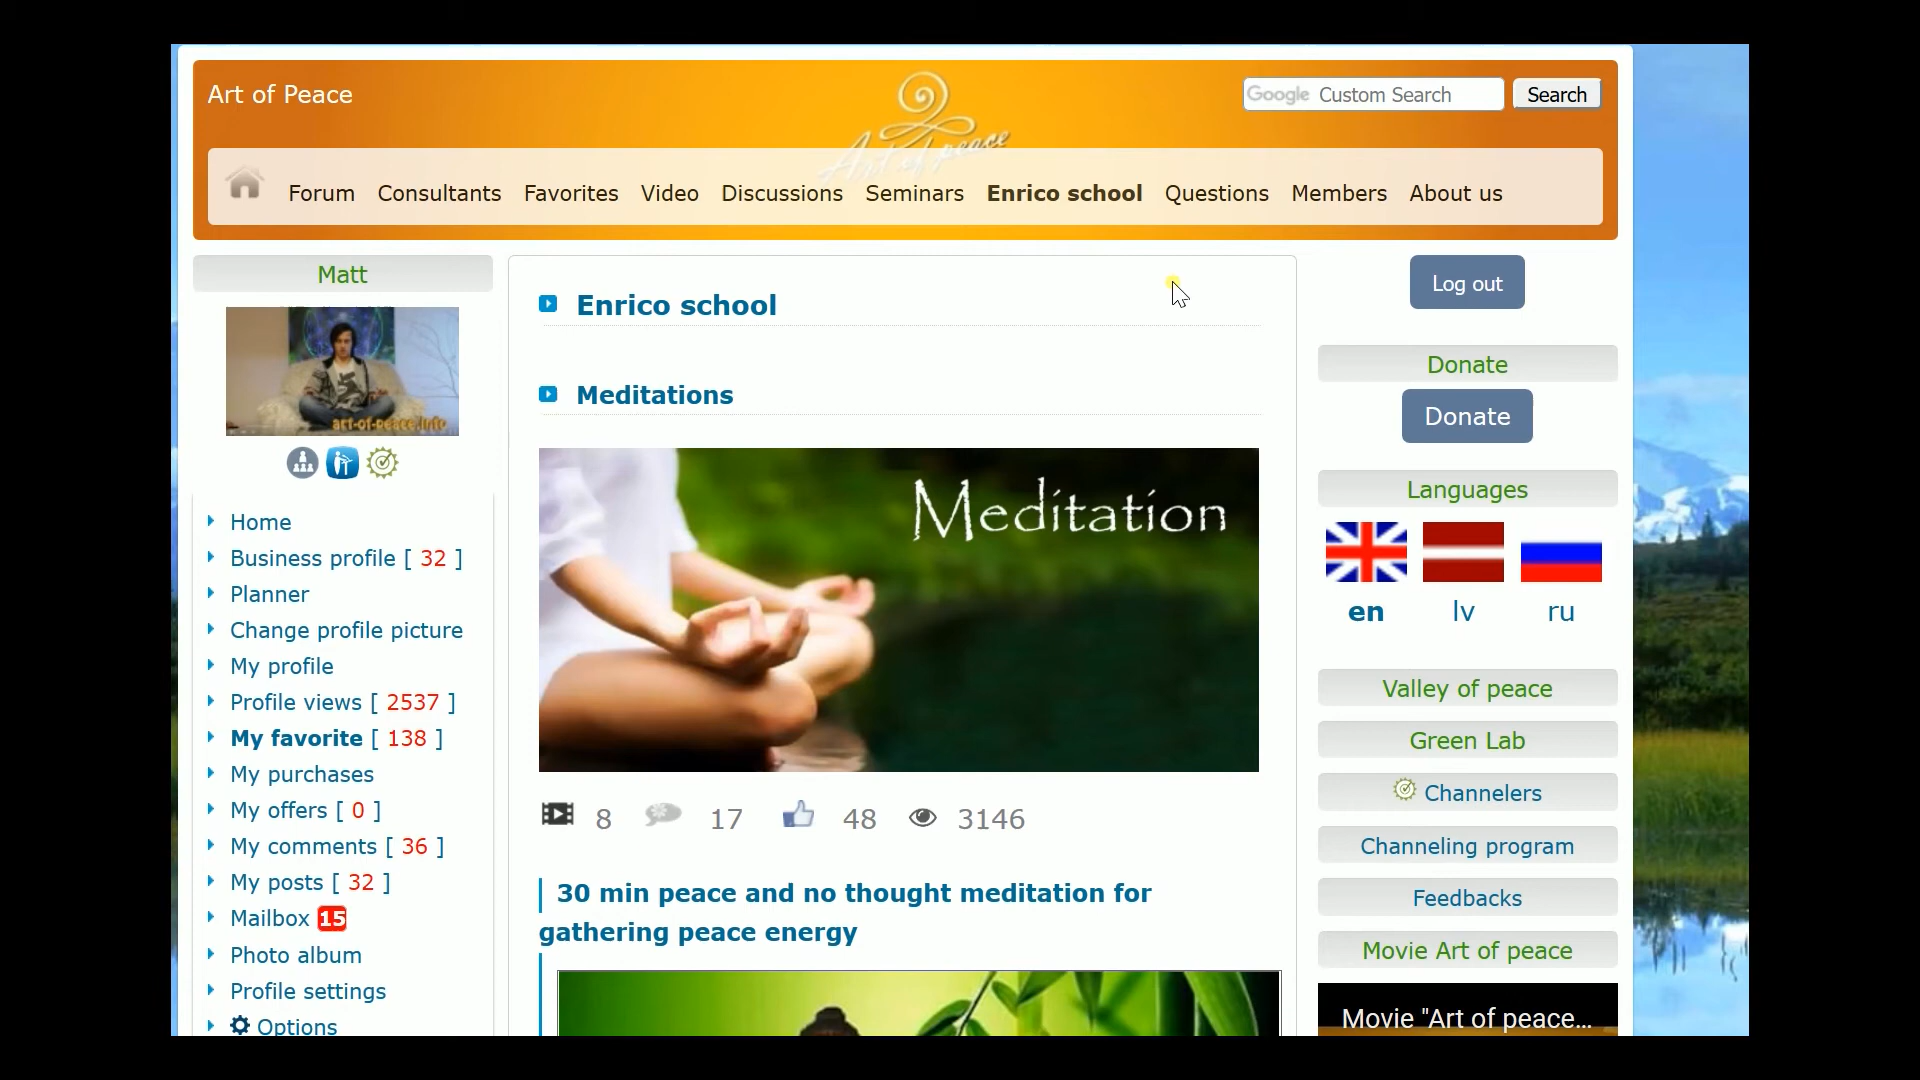 Art of Peace
Art of peace
Google Custom Search
Search
Forum Consultants Favorites Video Discussions Seminars Enrico school Questions Members About us
Matt
art-of-peace.info
Home
Business profile [ 32 ]
Planner
Change profile picture
My profile
Profile views [ 2537 ]
My favorite [ 138 ]
My purchases
My offers [ 0 ]
My comments [ 36 ]
My posts [ 32 ]
Mailbox 15
Photo album
Profile settings
Options
Enrico school
Meditations
Meditation
8 17 48 3146
30 min peace and no thought meditation for
gathering peace energy
Log out
Donate
Donate
Languages
en lv ru
Valley of peace
Green Lab
Channelers
Channeling program
Feedbacks
Movie Art of peace
Movie "Art of peace...